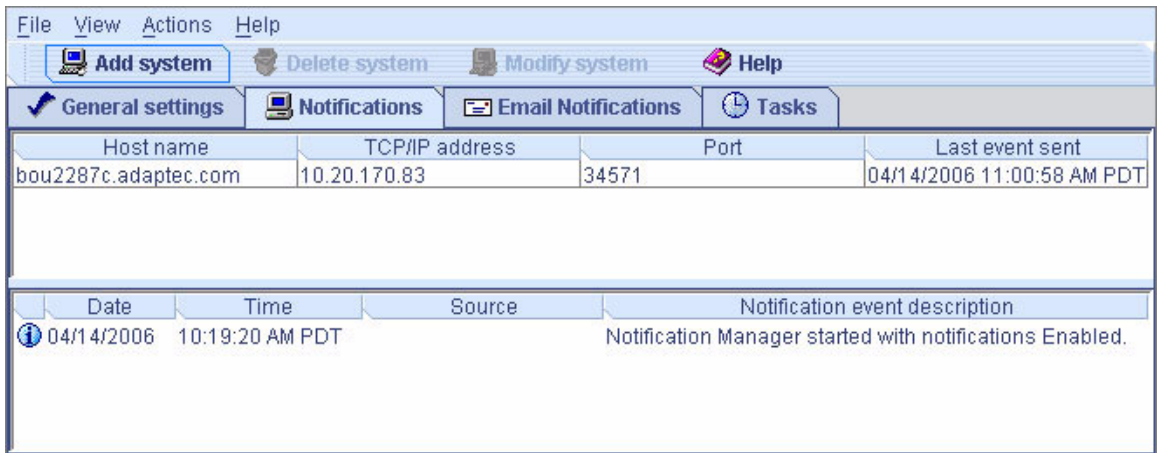 File View Actions Help
Add system Delete system Modify system Help
General settings Notifications Email Notifications Tasks
Host name TCP/IP address Port Last event sent
bou2287c.adaptec.com 10.20.170.83 34571 04/14/2006 11:00:58 AM PDT
Date Time Source Notification event description
04/14/2006 10:19:20 AM PDT Notification Manager started with notifications Enabled.